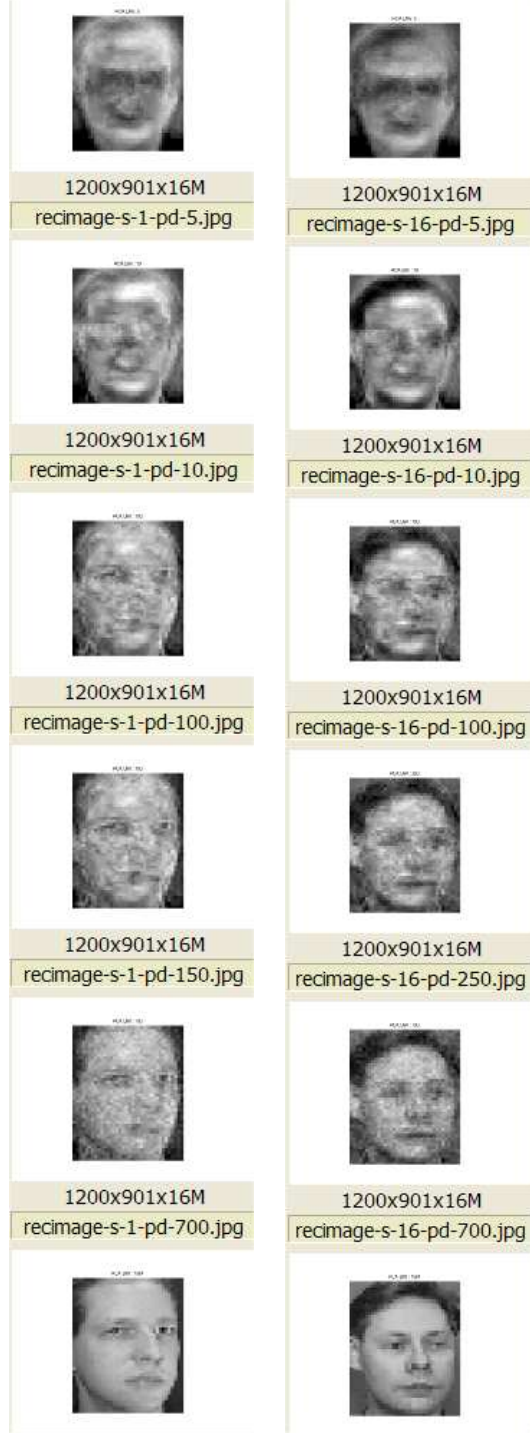 1200x901x16M
recimage-s-1-pd-5.jpg
1200x901x16M
recimage-s-16-pd-5.jpg
1200x901x16M
recimage-s-1-pd-10.jpg
1200x901x16M
recimage-s-16-pd-10.jpg
1200x901x16M
recimage-s-1-pd-100.jpg
1200x901x16M
recimage-s-16-pd-100.jpg
1200x901x16M
recimage-s-1-pd-150.jpg
1200x901x16M
recimage-s-16-pd-250.jpg
1200x901x16M
recimage-s-1-pd-700.jpg
1200x901x16M
recimage-s-16-pd-700.jpg